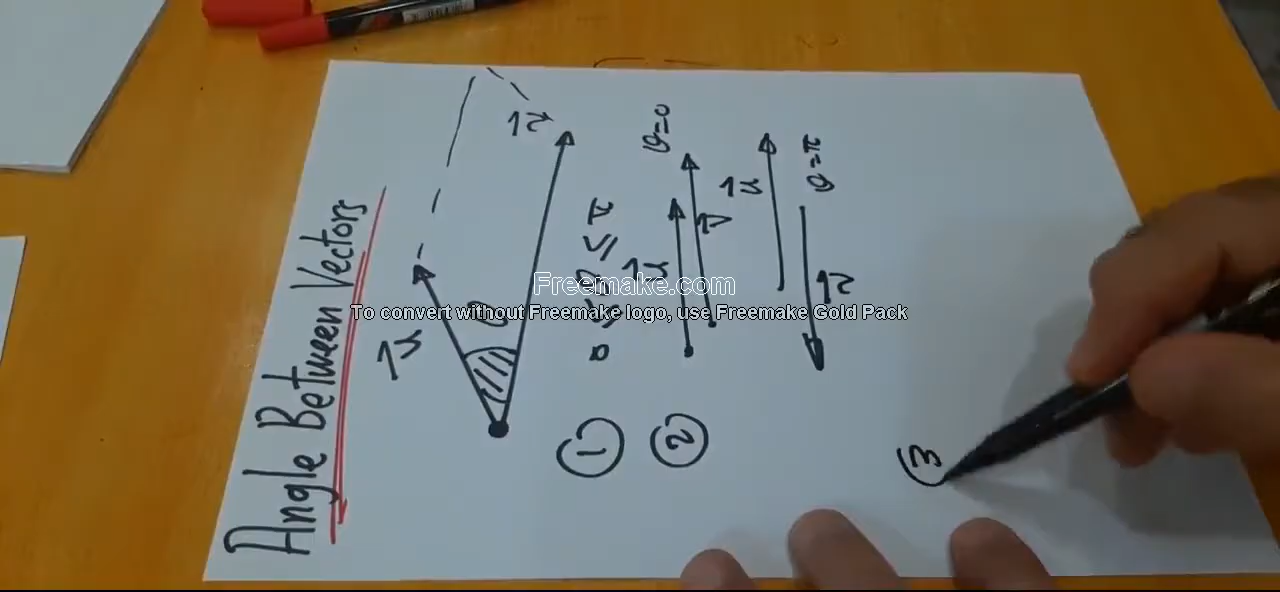 Angle Between Vectors
u⃗
v⃗
θ
① 0 ≤ θ ≤ π
② u⃗ v⃗ θ=0
u⃗ v⃗ θ=π
3
Freemake.com
To convert without Freemake logo, use Freemake Gold Pack